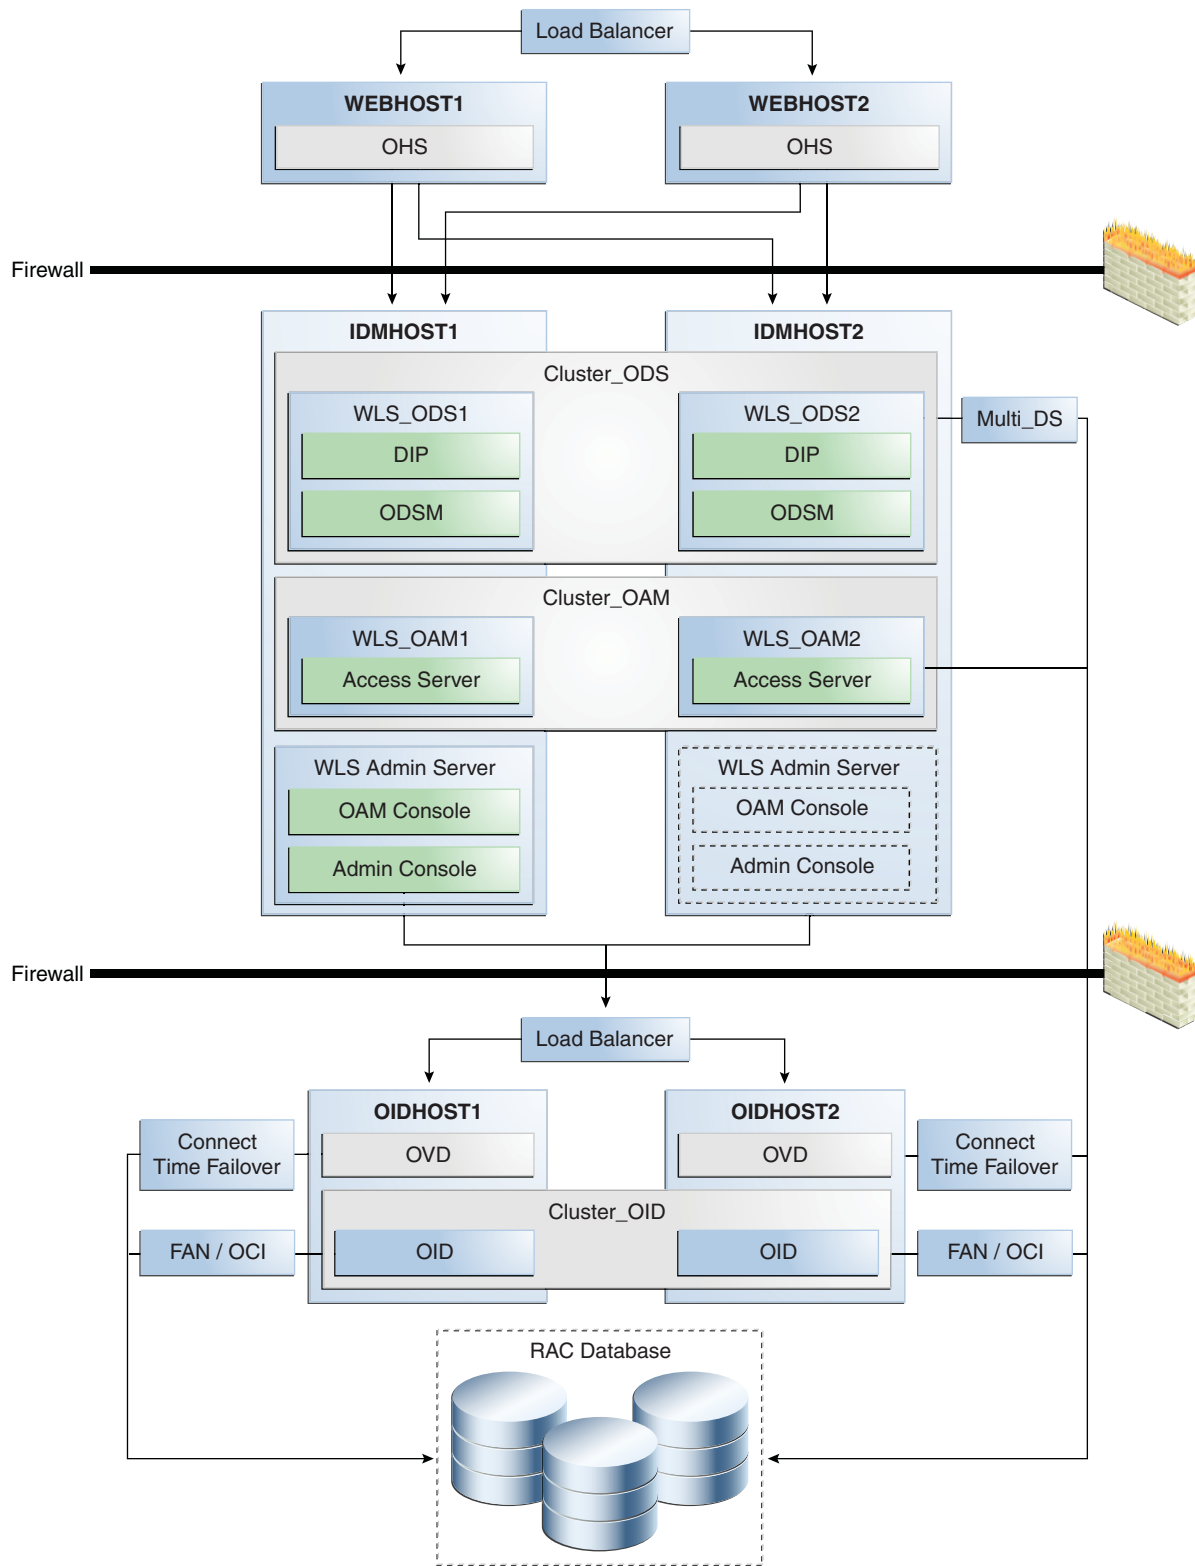 Load Balancer
WEBHOST1
OHS
WEBHOST2
OHS
Firewall
IDMHOST1
IDMHOST2
Cluster_ODS
WLS_ODS1
DIP
ODSM
WLS_ODS2
DIP
ODSM
Multi_DS
Cluster_OAM
WLS_OAM1
Access Server
WLS_OAM2
Access Server
WLS Admin Server
OAM Console
Admin Console
WLS Admin Server
OAM Console
Admin Console
Firewall
Load Balancer
OIDHOST1
OVD
OIDHOST2
OVD
Connect
Time Failover
Connect
Time Failover
Cluster_OID
FAN / OCI
OID
OID
FAN / OCI
RAC Database